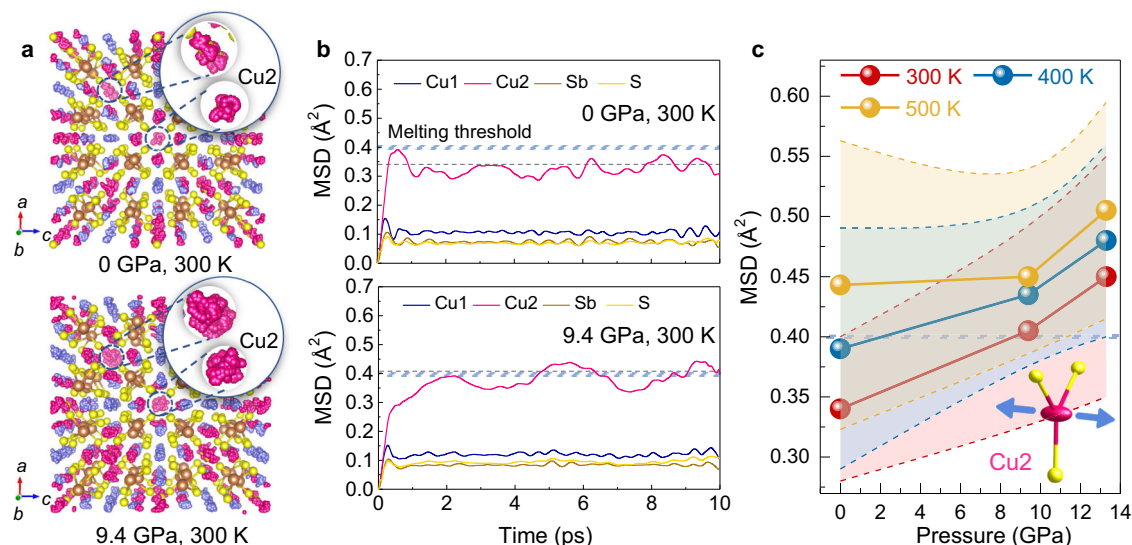 a
Cu2
a
b
c
0 GPa, 300 K
Cu2
a
b
c
9.4 GPa, 300 K
b
Cu1 Cu2 Sb S
0 GPa, 300 K
Melting threshold
MSD (Å²)
0.7
0.6
0.5
0.4
0.3
0.2
0.1
0.0
Cu1 Cu2 Sb S
9.4 GPa, 300 K
MSD (Å²)
0.7
0.6
0.5
0.4
0.3
0.2
0.1
0.0
0 2 4 6 8 10
Time (ps)
c
300 K 400 K
500 K
MSD (Å²)
0.60
0.55
0.50
0.45
0.40
0.35
0.30
Cu2
0 2 4 6 8 10 12 14
Pressure (GPa)